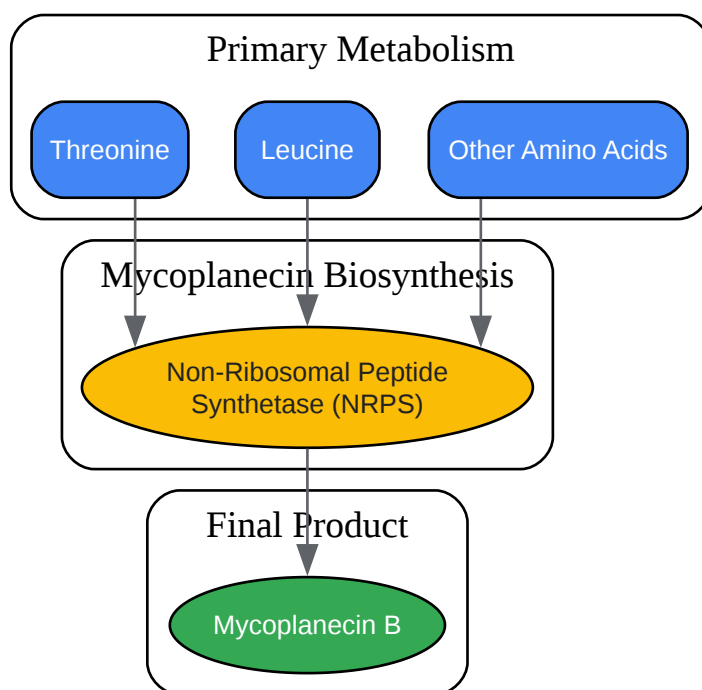 Primary Metabolism
Threonine
Leucine
Other Amino Acids
Mycoplanecin Biosynthesis
Non-Ribosomal Peptide
Synthetase (NRPS)
Final Product
Mycoplanecin B